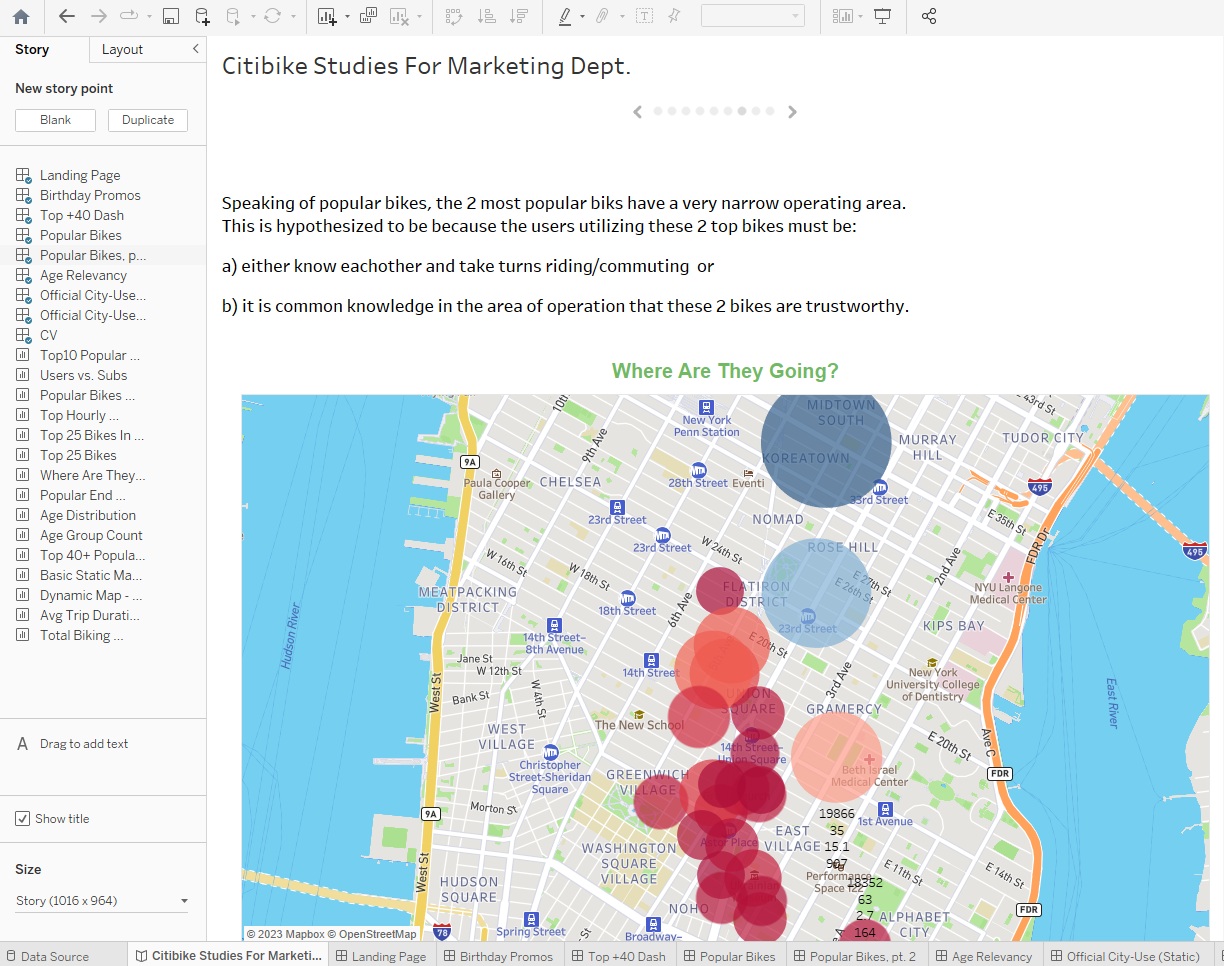 Story
Layout
Citibike Studies For Marketing Dept.
New story point
Blank
Duplicate
Landing Page
Birthday Promos
Top +40 Dash
Popular Bikes
Popular Bikes, p...
Age Relevancy
Official City-Use...
Official City-Use...
CV
Top10 Popular ...
Users vs. Subs
Popular Bikes ...
Top Hourly ...
Top 25 Bikes In ...
Top 25 Bikes
Where Are They...
Popular End ...
Age Distribution
Age Group Count
Top 40+ Popula...
Basic Static Ma...
Dynamic Map - ...
Avg Trip Durati...
Total Biking ...
A Drag to add text
Show title
Size
Story (1016 x 964)
Speaking of popular bikes, the 2 most popular biks have a very narrow operating area.
This is hypothesized to be because the users utilizing these 2 top bikes must be:
a) either know eachother and take turns riding/commuting or
b) it is common knowledge in the area of operation that these 2 bikes are trustworthy.
Where Are They Going?
10th
43rd St
MIDTOWN
SOUTH
New York
Penn Station
9th Ave
MURRAY
HILL
TUDOR CITY
KOREATOWN
9A
Paula Cooper
Gallery
CHELSEA
28th Street
Eventi
33rd Street
495
23rd Street
NOMAD
E 35th St
23rd Street
W 24th St
ROSE HILL
FDR Dr
495
W 16th St
W 18th St
2nd Ave
E 27th St
E 26th St
NYU Langone
Medical Center
MEATPACKING
DISTRICT
FLATIRON
DISTRICT
18th Street
6th Ave
23rd Street
KIPS BAY
Hudson River
14th Street–
8th Avenue
E 20th St
Jane St
W 12th St
14th Street
3rd Ave
New York
University College
of Dentistry
West St
Bank St
W 4th St
UNION
SQUARE
GRAMERCY
East River
The New School
WEST
VILLAGE
14th Street–
Union Square
E 20th St
Ave C
Christopher
Street-Sheridan
Square
GREENWICH
VILLAGE
Beth Israel
Medical Center
FDR
Morton St
9A
19866
35
15.1
907
1st Avenue
WASHINGTON
SQUARE
VILLAGE
Astor Place
EAST
VILLAGE
West St
HUDSON
SQUARE
Performance
Space 122
E 11th St
E 14th St
18352
63
2.7
164
NOHO
FDR
ALPHABET
CITY
Spring Street
78
Broadway–
© 2023 Mapbox © OpenStreetMap
Data Source
Citibike Studies For Marketi...
Landing Page
Birthday Promos
Top +40 Dash
Popular Bikes
Popular Bikes, pt. 2
Age Relevancy
Official City-Use (Static)